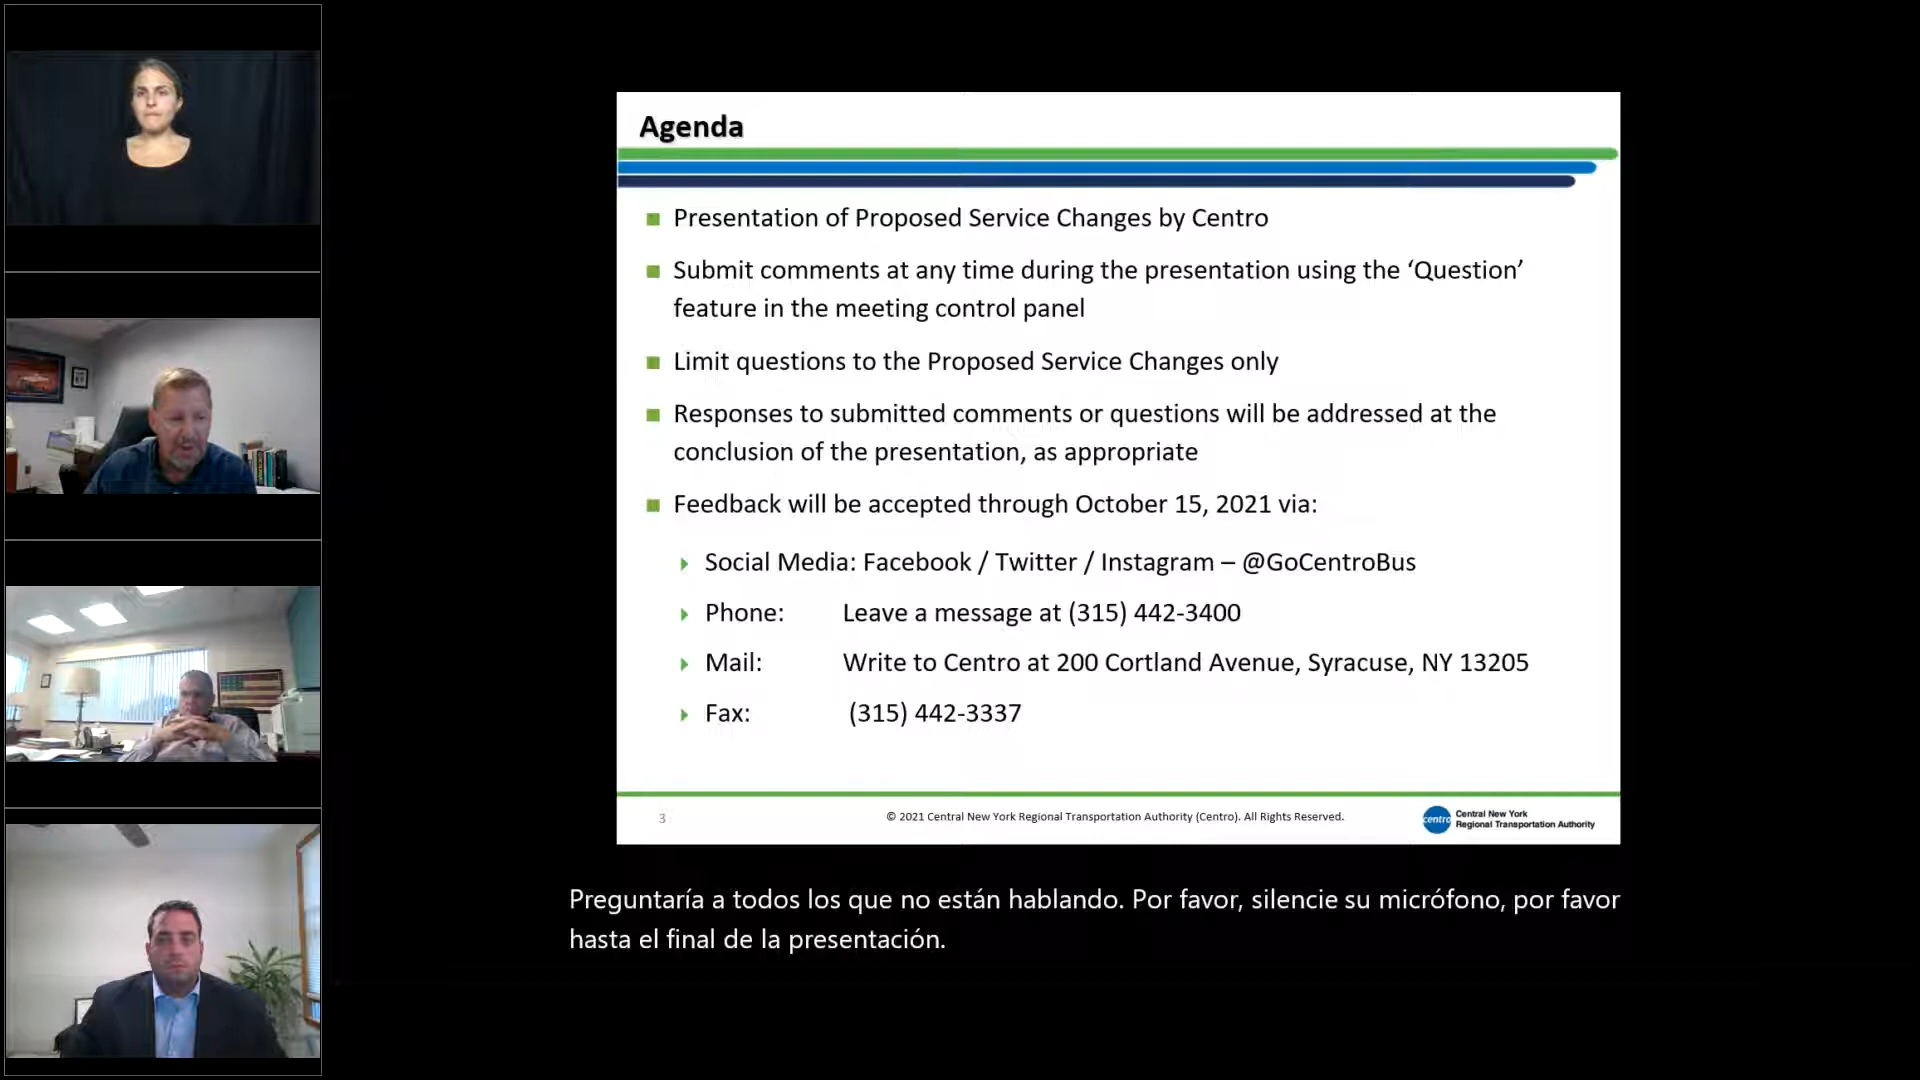 Agenda
Presentation of Proposed Service Changes by Centro
Submit comments at any time during the presentation using the ‘Question’
feature in the meeting control panel
Limit questions to the Proposed Service Changes only
Responses to submitted comments or questions will be addressed at the
conclusion of the presentation, as appropriate
Feedback will be accepted through October 15, 2021 via:
Social Media: Facebook / Twitter / Instagram – @GoCentroBus
Phone: Leave a message at (315) 442-3400
Mail: Write to Centro at 200 Cortland Avenue, Syracuse, NY 13205
Fax: (315) 442-3337
3
© 2021 Central New York Regional Transportation Authority (Centro). All Rights Reserved.
centro
Central New York
Regional Transportation Authority
Preguntaría a todos los que no están hablando. Por favor, silencie su micrófono, por favor
hasta el final de la presentación.